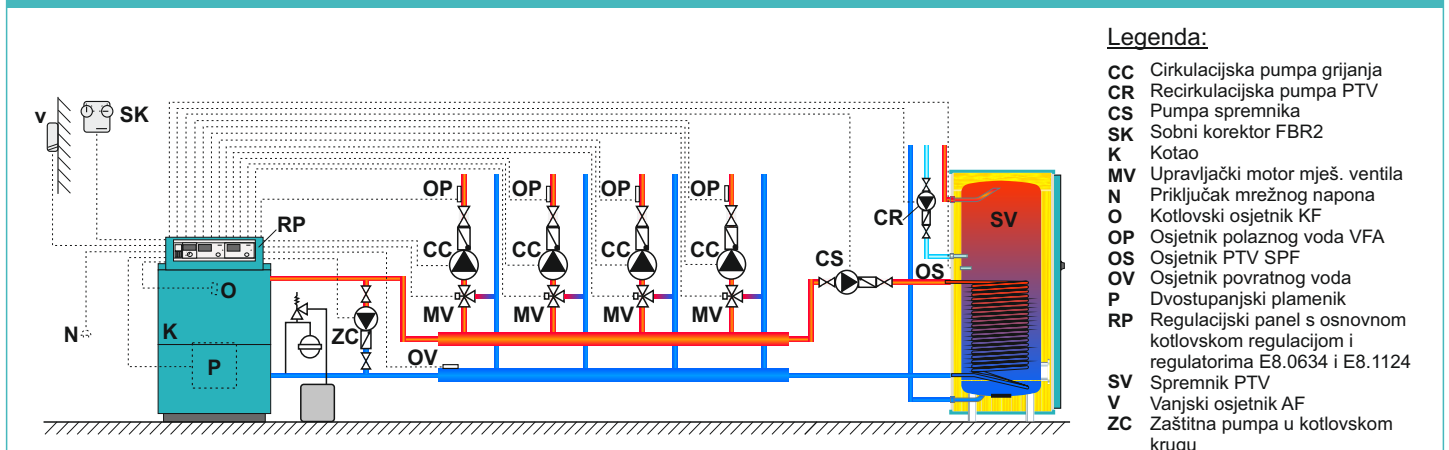 Legenda:
CC Cirkulacijska pumpa grijanja
CR Recirkulacijska pumpa PTV
CS Pumpa spremnika
SK Sobni korektor FBR2
K Kotao
MV Upravljački motor mješ. ventila
N Priključak mrežnog napona
O Kotlovski osjetnik KF
OP Osjetnik polaznog voda VFA
OS Osjetnik PTV SPF
OV Osjetnik povratnog voda
P Dvostupanjski plamenik
RP Regulacijski panel s osnovnom
kotlovskom regulacijom i
regulatorima E8.0634 i E8.1124
SV Spremnik PTV
V Vanjski osjetnik AF
ZC Zaštitna pumpa u kotlovskom
krugu
v
SK
OP
OP
OP
OP
RP
CR
SV
CC
CC
CC
CC
CS
OS
O
MV
MV
MV
MV
N
K
ZC
OV
P